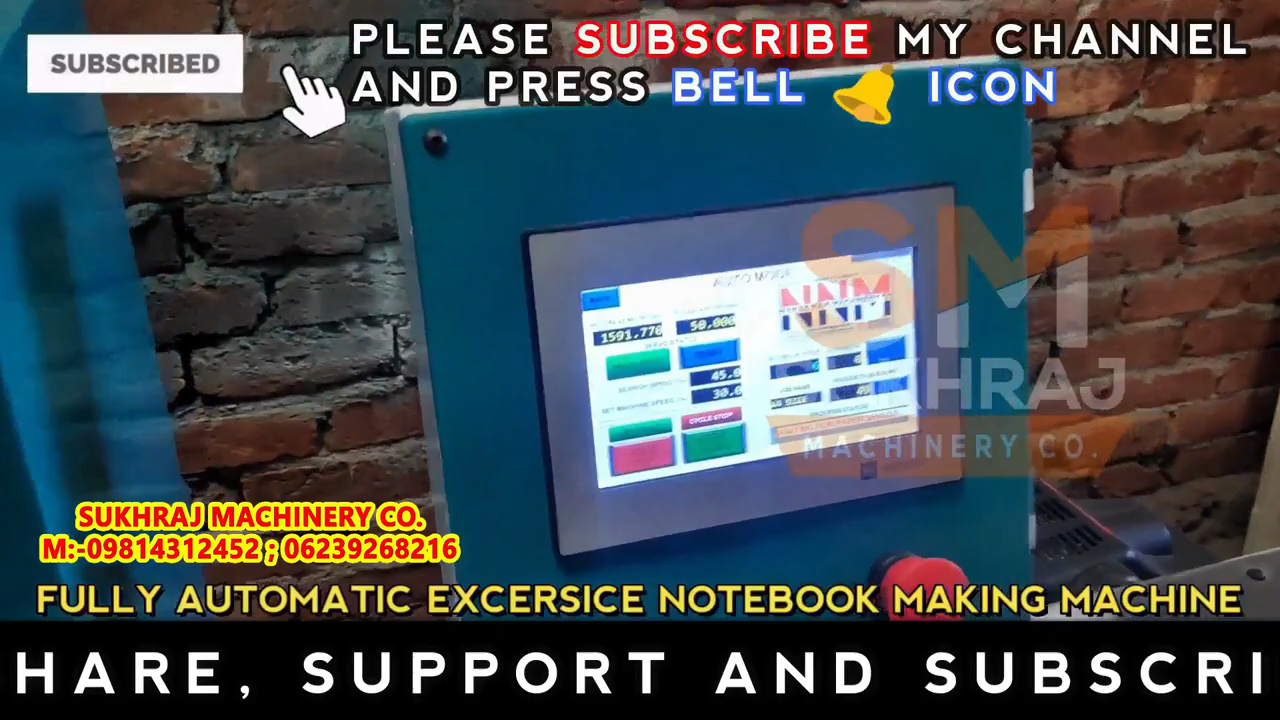 SUBSCRIBED
PLEASE SUBSCRIBE MY CHANNEL
AND PRESS BELL ICON
AUTO MODE
NNM
1591.770 50.000
45.0
30.0
CYCLE STOP
SM
SUKHRAJ
MACHINERY CO.
SUKHRAJ MACHINERY CO.
M:-09814312452 ; 06239268216
FULLY AUTOMATIC EXCERSICE NOTEBOOK MAKING MACHINE
HARE, SUPPORT AND SUBSCRI